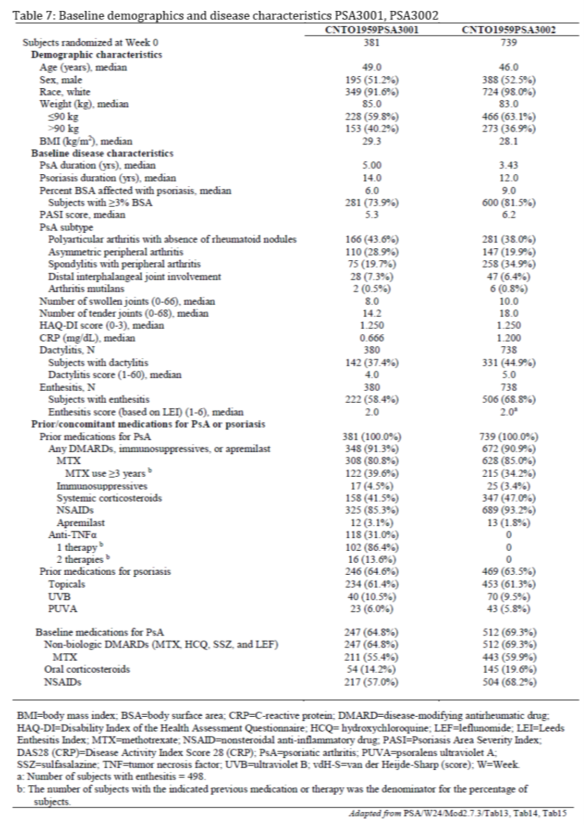 Table 7: Baseline demographics and disease characteristics PSA3001, PSA3002
CNTO1959PSA3001 CNTO1959PSA3002
Subjects randomized at Week 0 381 739
Demographic characteristics
Age (years), median 49.0 46.0
Sex, male 195 (51.2%) 388 (52.5%)
Race, white 349 (91.6%) 724 (98.0%)
Weight (kg), median 85.0 83.0
≤90 kg 228 (59.8%) 466 (63.1%)
>90 kg 153 (40.2%) 273 (36.9%)
BMI (kg/m²), median 29.3 28.1
Baseline disease characteristics
PsA duration (yrs), median 5.00 3.43
Psoriasis duration (yrs), median 14.0 12.0
Percent BSA affected with psoriasis, median 6.0 9.0
Subjects with ≥3% BSA 281 (73.9%) 600 (81.5%)
PASI score, median 5.3 6.2
PsA subtype
Polyarticular arthritis with absence of rheumatoid nodules 166 (43.6%) 281 (38.0%)
Asymmetric peripheral arthritis 110 (28.9%) 147 (19.9%)
Spondylitis with peripheral arthritis 75 (19.7%) 258 (34.9%)
Distal interphalangeal joint involvement 28 (7.3%) 47 (6.4%)
Arthritis mutilans 2 (0.5%) 6 (0.8%)
Number of swollen joints (0-66), median 8.0 10.0
Number of tender joints (0-68), median 14.2 18.0
HAQ-DI score (0-3), median 1.250 1.250
CRP (mg/dL), median 0.666 1.200
Dactylitis, N 380 738
Subjects with dactylitis 142 (37.4%) 331 (44.9%)
Dactylitis score (1-60), median 4.0 5.0
Enthesitis, N 380 738
Subjects with enthesitis 222 (58.4%) 506 (68.8%)
Enthesitis score (based on LEI) (1-6), median 2.0 2.0ᵃ
Prior/concomitant medications for PsA or psoriasis
Prior medications for PsA 381 (100.0%) 739 (100.0%)
Any DMARDs, immunosuppressives, or apremilast 348 (91.3%) 672 (90.9%)
MTX 308 (80.8%) 628 (85.0%)
MTX use ≥3 years ᵇ 122 (39.6%) 215 (34.2%)
Immunosuppressives 17 (4.5%) 25 (3.4%)
Systemic corticosteroids 158 (41.5%) 347 (47.0%)
NSAIDs 325 (85.3%) 689 (93.2%)
Apremilast 12 (3.1%) 13 (1.8%)
Anti-TNFα 118 (31.0%) 0
1 therapy ᵇ 102 (86.4%) 0
2 therapies ᵇ 16 (13.6%) 0
Prior medications for psoriasis 246 (64.6%) 469 (63.5%)
Topicals 234 (61.4%) 453 (61.3%)
UVB 40 (10.5%) 70 (9.5%)
PUVA 23 (6.0%) 43 (5.8%)
Baseline medications for PsA 247 (64.8%) 512 (69.3%)
Non-biologic DMARDs (MTX, HCQ, SSZ, and LEF) 247 (64.8%) 512 (69.3%)
MTX 211 (55.4%) 443 (59.9%)
Oral corticosteroids 54 (14.2%) 145 (19.6%)
NSAIDs 217 (57.0%) 504 (68.2%)
BMI=body mass index; BSA=body surface area; CRP=C-reactive protein; DMARD=disease-modifying antirheumatic drug;
HAQ-DI=Disability Index of the Health Assessment Questionnaire; HCQ= hydroxychloroquine; LEF=leflunomide; LEI=Leeds
Enthesitis Index; MTX=methotrexate; NSAID=nonsteroidal anti-inflammatory drug; PASI=Psoriasis Area Severity Index;
DAS28 (CRP)=Disease Activity Index Score 28 (CRP); PsA=psoriatic arthritis; PUVA=psoralens ultraviolet A;
SSZ=sulfasalazine; TNF=tumor necrosis factor; UVB=ultraviolet B; vdH-S=van der Heijde-Sharp (score); W=Week.
a: Number of subjects with enthesitis = 498.
b: The number of subjects with the indicated previous medication or therapy was the denominator for the percentage of
subjects.
Adapted from PSA/W24/Mod2.7.3/Tab13, Tab14, Tab15